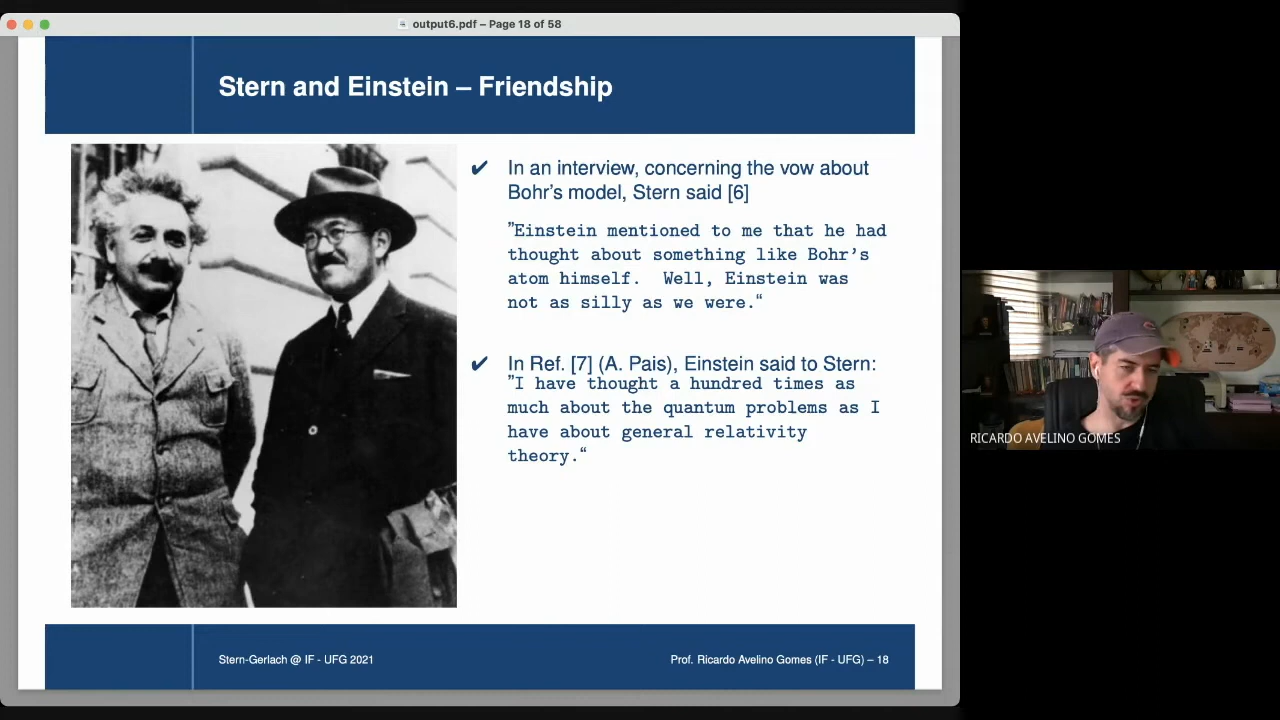 output6.pdf – Page 18 of 58
Stern and Einstein – Friendship
✔ In an interview, concerning the vow about
Bohr's model, Stern said [6]
"Einstein mentioned to me that he had
thought about something like Bohr's
atom himself. Well, Einstein was
not as silly as we were.“
✔ In Ref. [7] (A. Pais), Einstein said to Stern:
"I have thought a hundred times as
much about the quantum problems as I
have about general relativity
theory.“
Stern-Gerlach @ IF - UFG 2021
Prof. Ricardo Avelino Gomes (IF - UFG) – 18
RICARDO AVELINO GOMES